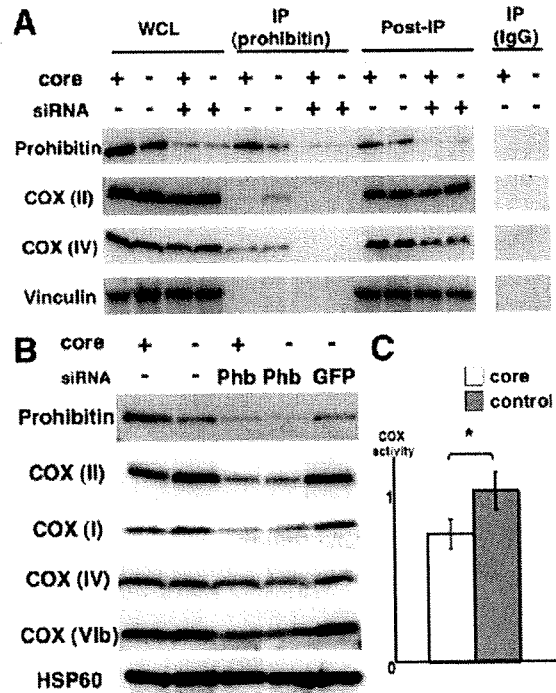 A
WCL
IP
(prohibitin)
Post-IP
IP
(IgG)
core + - + - + - + - + - + - + -
siRNA - - + + - - + + - - + + - -
Prohibitin
COX (II)
COX (IV)
Vinculin
B
core + - + - -
siRNA - - Phb Phb GFP
Prohibitin
COX (II)
COX (I)
COX (IV)
COX (VIb)
HSP60
C
core
control
COX
activity
*
1
0